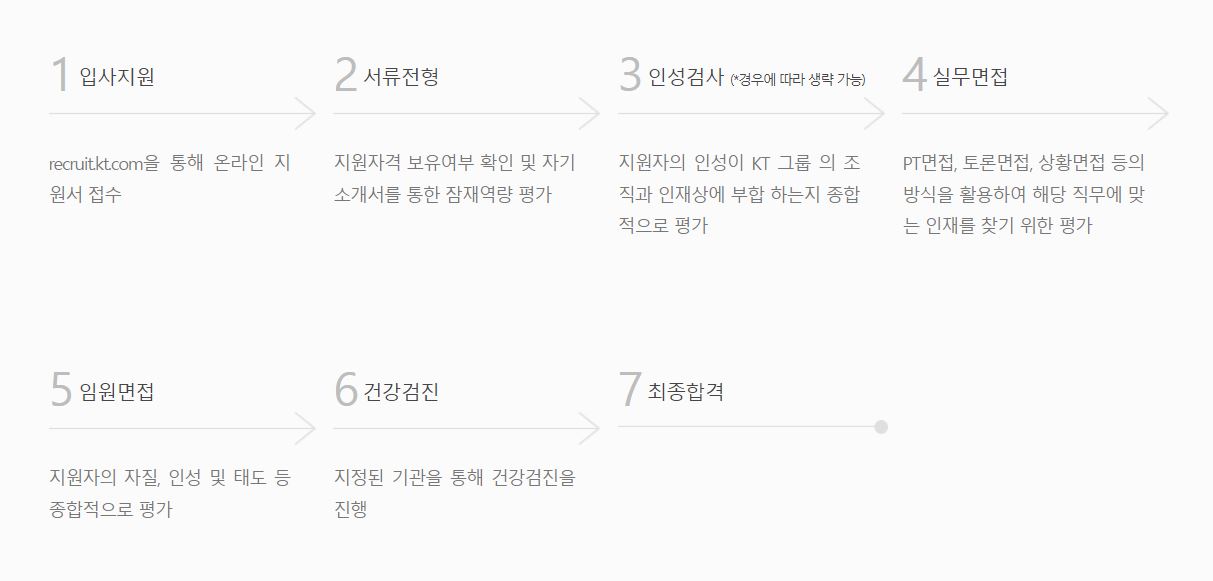 1 입사지원
recruit.kt.com을 통해 온라인 지
원서 접수
2 서류전형
지원자격 보유여부 확인 및 자기
소개서를 통한 잠재역량 평가
3 인성검사 (*경우에 따라 생략 가능)
지원자의 인성이 KT 그룹 의 조
직과 인재상에 부합 하는지 종합
적으로 평가
4 실무면접
PT면접, 토론면접, 상황면접 등의
방식을 활용하여 해당 직무에 맞
는 인재를 찾기 위한 평가
5 임원면접
지원자의 자질, 인성 및 태도 등
종합적으로 평가
6 건강검진
지정된 기관을 통해 건강검진을
진행
7 최종합격